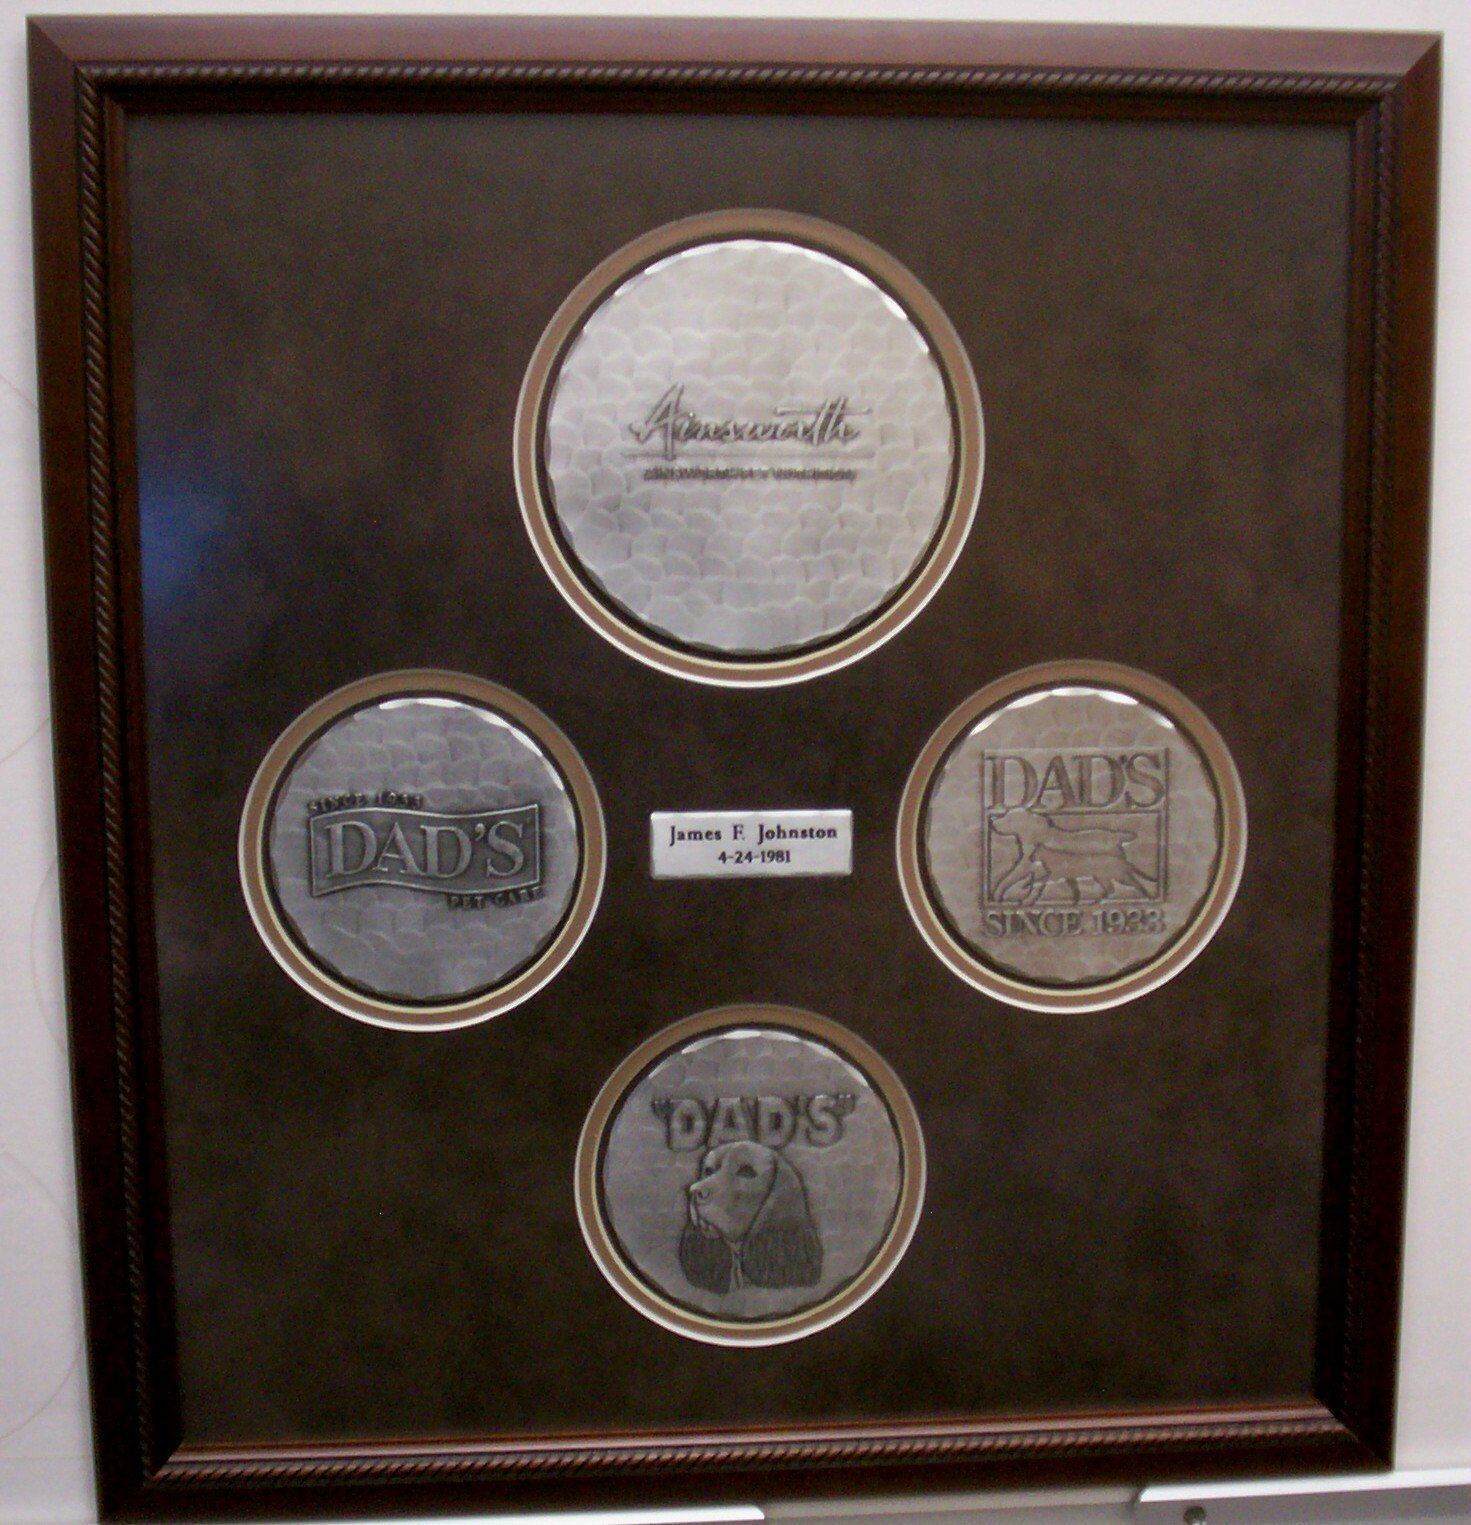 Ainsworth
SINCE 1933
DAD'S
PET CARE
James F. Johnston
4-24-1981
DAD'S
SINCE 1933
"DAD'S"